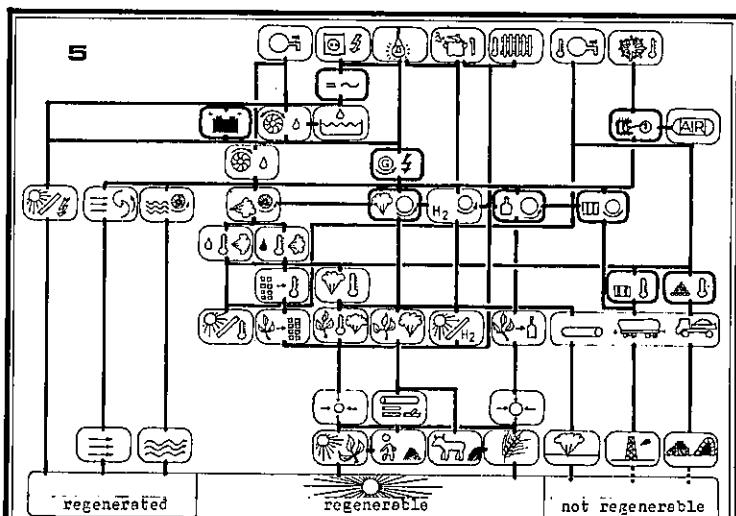 5
AIR
G
H2
H2
regenerated
regenerable
not regenerable